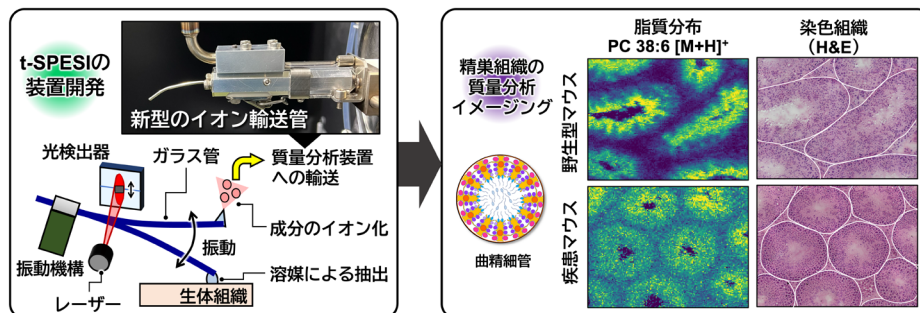 t-SPESIの
装置開発
新型のイオン輸送管
光検出器
ガラス管
質量分析装置
への輸送
成分のイオン化
振動
振動機構
溶媒による抽出
レーザー
生体組織
精巣組織の
質量分析
イメージング
曲精細管
脂質分布
PC 38:6 [M+H]+
染色組織
(H&E)
野生型マウス
疾患マウス